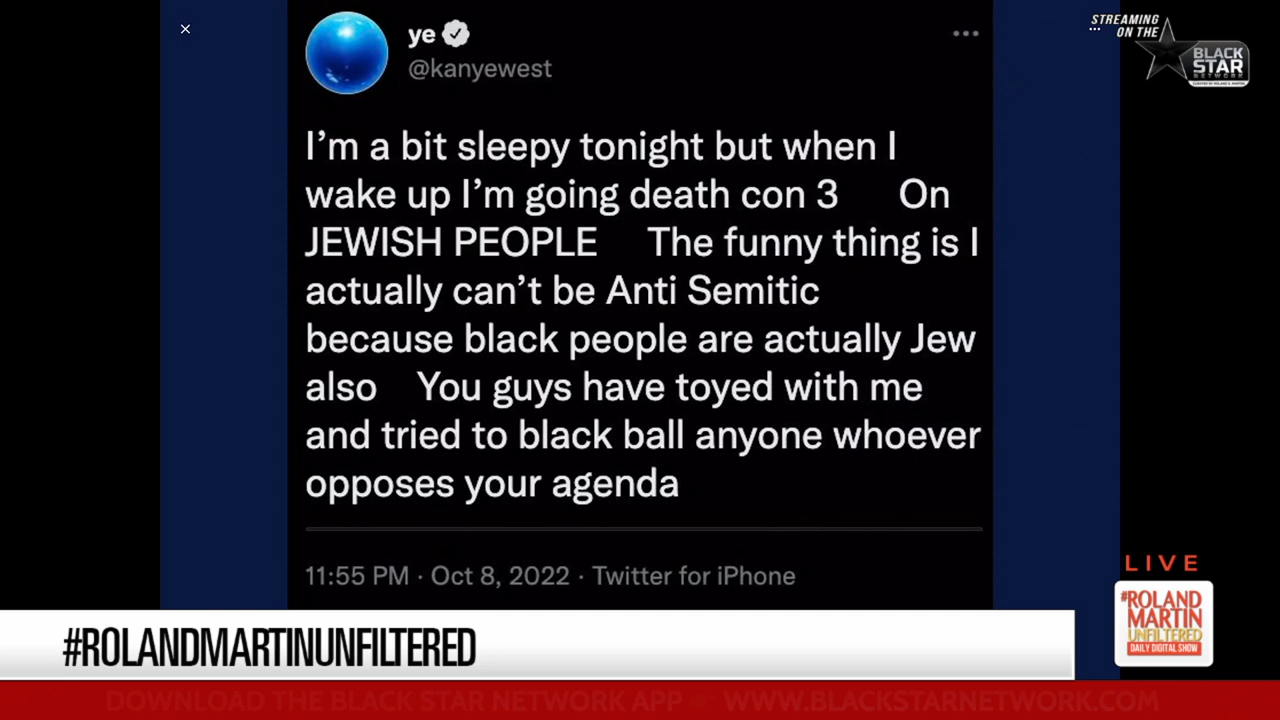 ye
@kanyewest
I'm a bit sleepy tonight but when I
wake up I'm going death con 3 On
JEWISH PEOPLE The funny thing is I
actually can't be Anti Semitic
because black people are actually Jew
also You guys have toyed with me
and tried to black ball anyone whoever
opposes your agenda
11:55 PM · Oct 8, 2022 · Twitter for iPhone
STREAMING
ON THE
BLACK
STAR
NETWORK
LIVE
#ROLAND
MARTIN
UNFILTERED
DAILY DIGITAL SHOW
#ROLANDMARTINUNFILTERED
DOWNLOAD THE BLACK STAR NETWORK APP - WWW.BLACKSTARNETWORK.COM